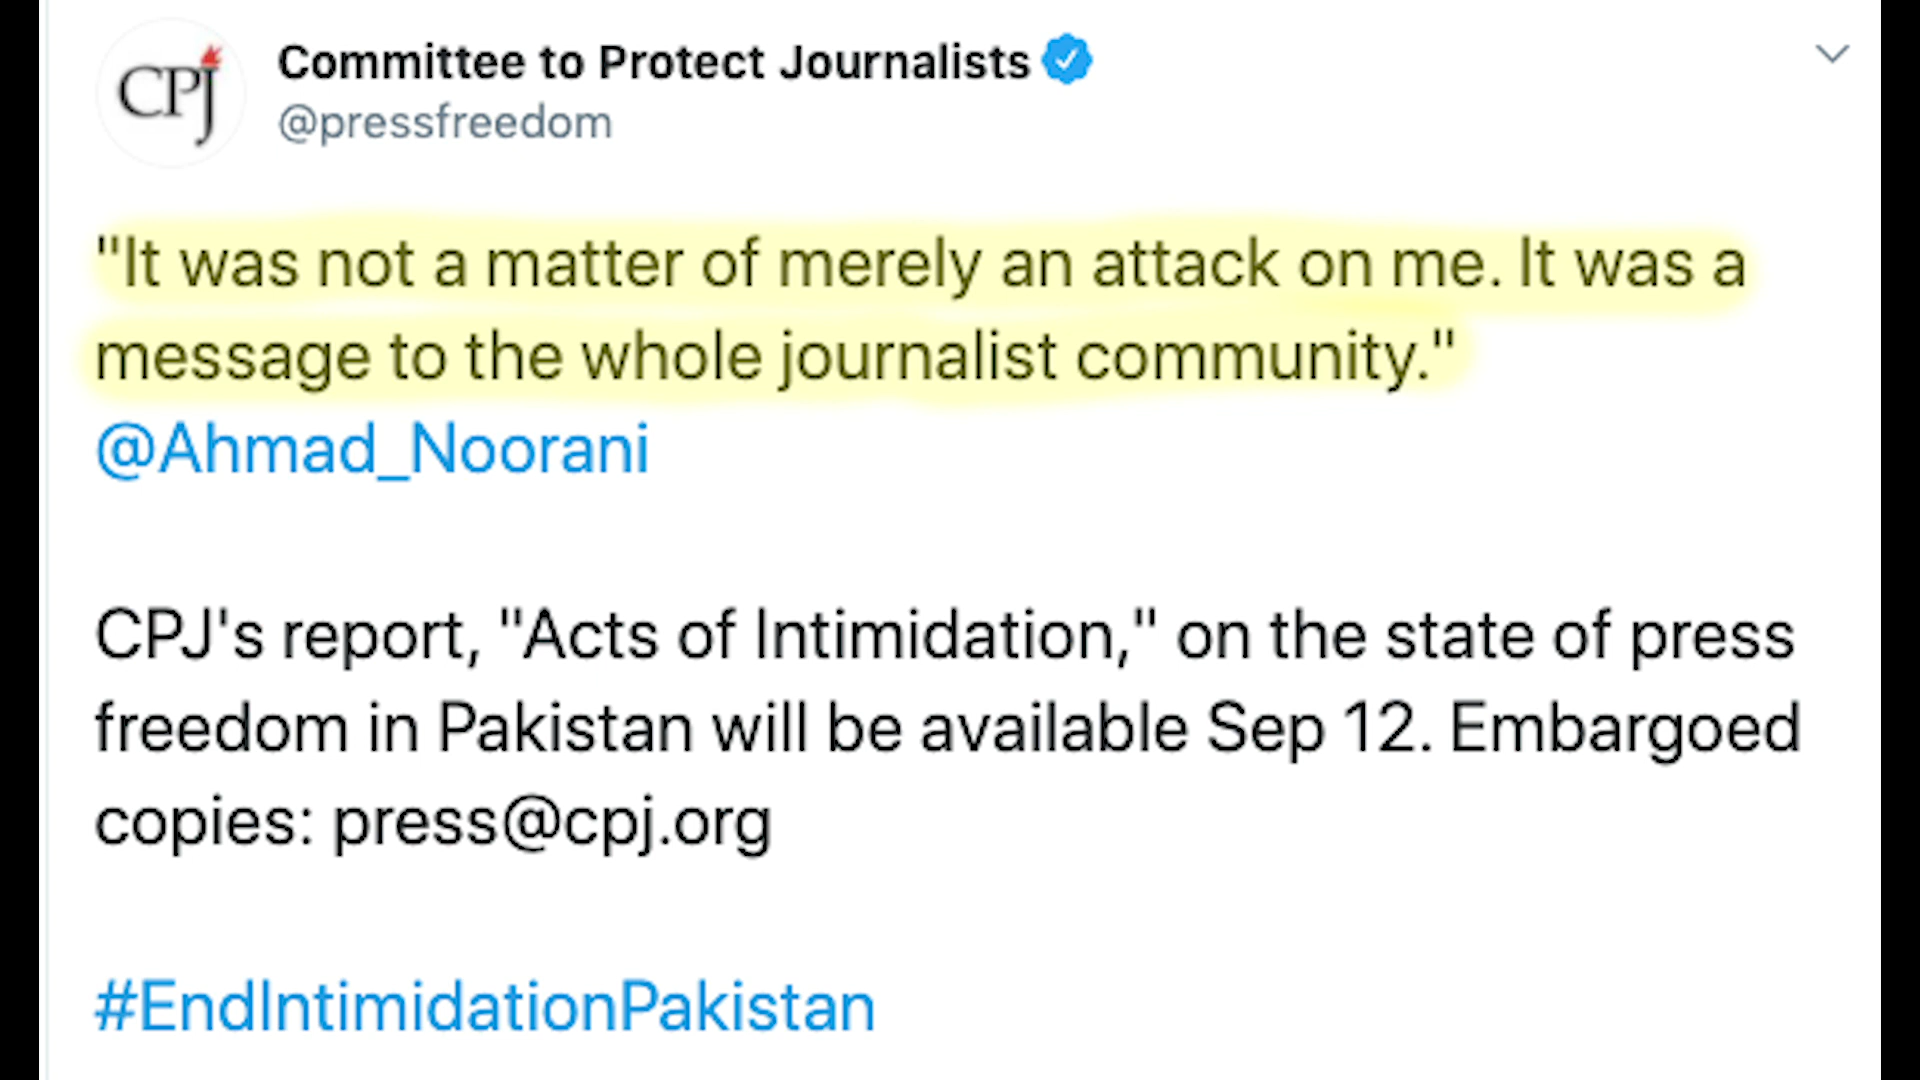 CPJ
Committee to Protect Journalists
@pressfreedom
"It was not a matter of merely an attack on me. It was a
message to the whole journalist community."
@Ahmad_Noorani
CPJ's report, "Acts of Intimidation," on the state of press
freedom in Pakistan will be available Sep 12. Embargoed
copies: press@cpj.org
#EndIntimidationPakistan